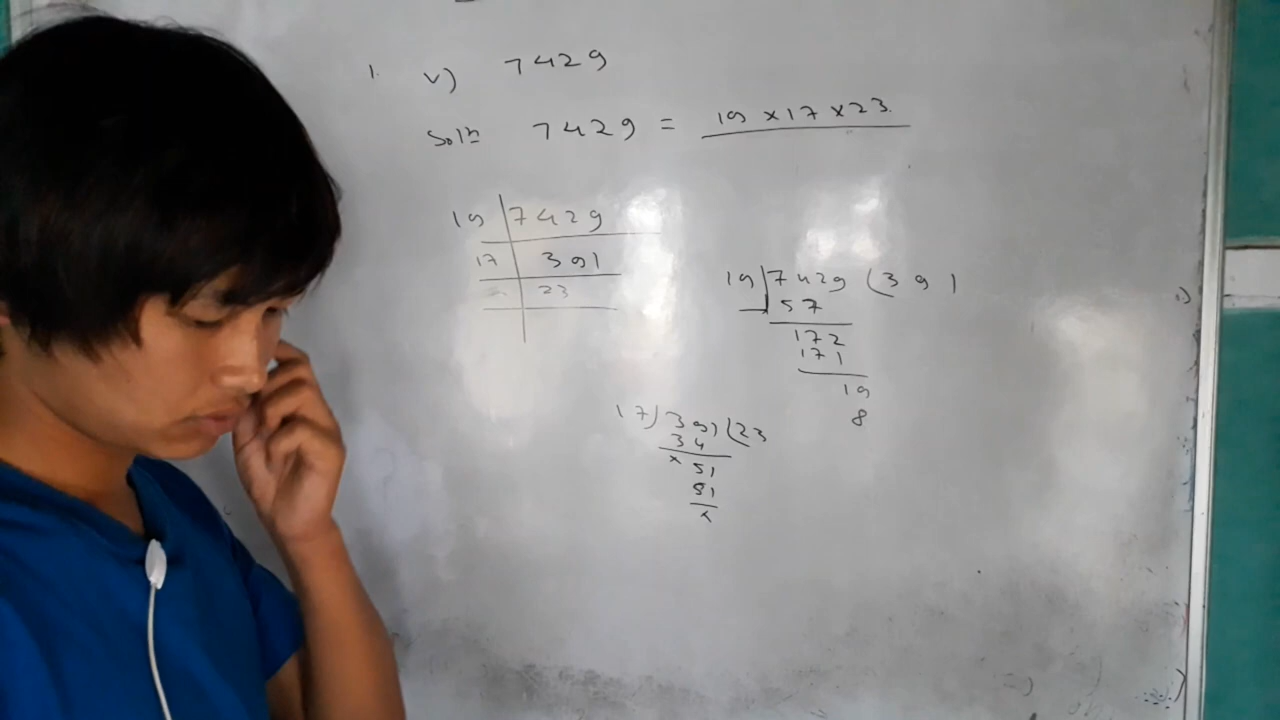 1. v) 7429
Solⁿ 7429 = 19 × 17 × 23.
19 | 7429
17 | 391
23
19 | 7429 ( 391
57
172
171
19
8
17 ) 391 ( 23
34
× 51
51
×